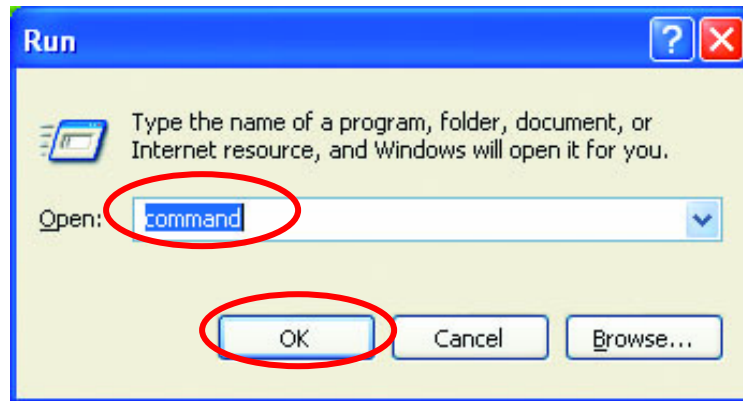 Run
?
Type the name of a program, folder, document, or
Internet resource, and Windows will open it for you.
Open: command
OK Cancel Browse...